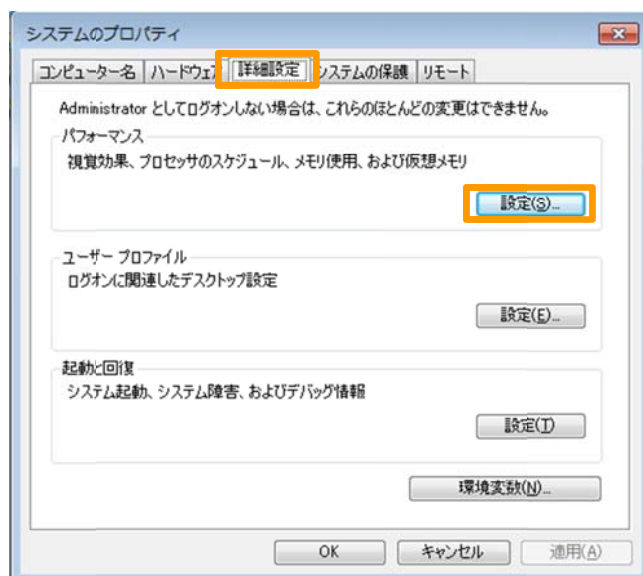 システムのプロパティ
コンピューター名 ハードウェア 詳細設定 システムの保護 リモート
Administrator としてログオンしない場合は、これらのほとんどの変更はできません。
パフォーマンス
視覚効果、プロセッサのスケジュール、メモリ使用、および仮想メモリ
設定(S)...
ユーザー プロファイル
ログオンに関連したデスクトップ設定
設定(E)...
起動と回復
システム起動、システム障害、およびデバッグ情報
設定(T)
環境変数(N)...
OK キャンセル 適用(A)